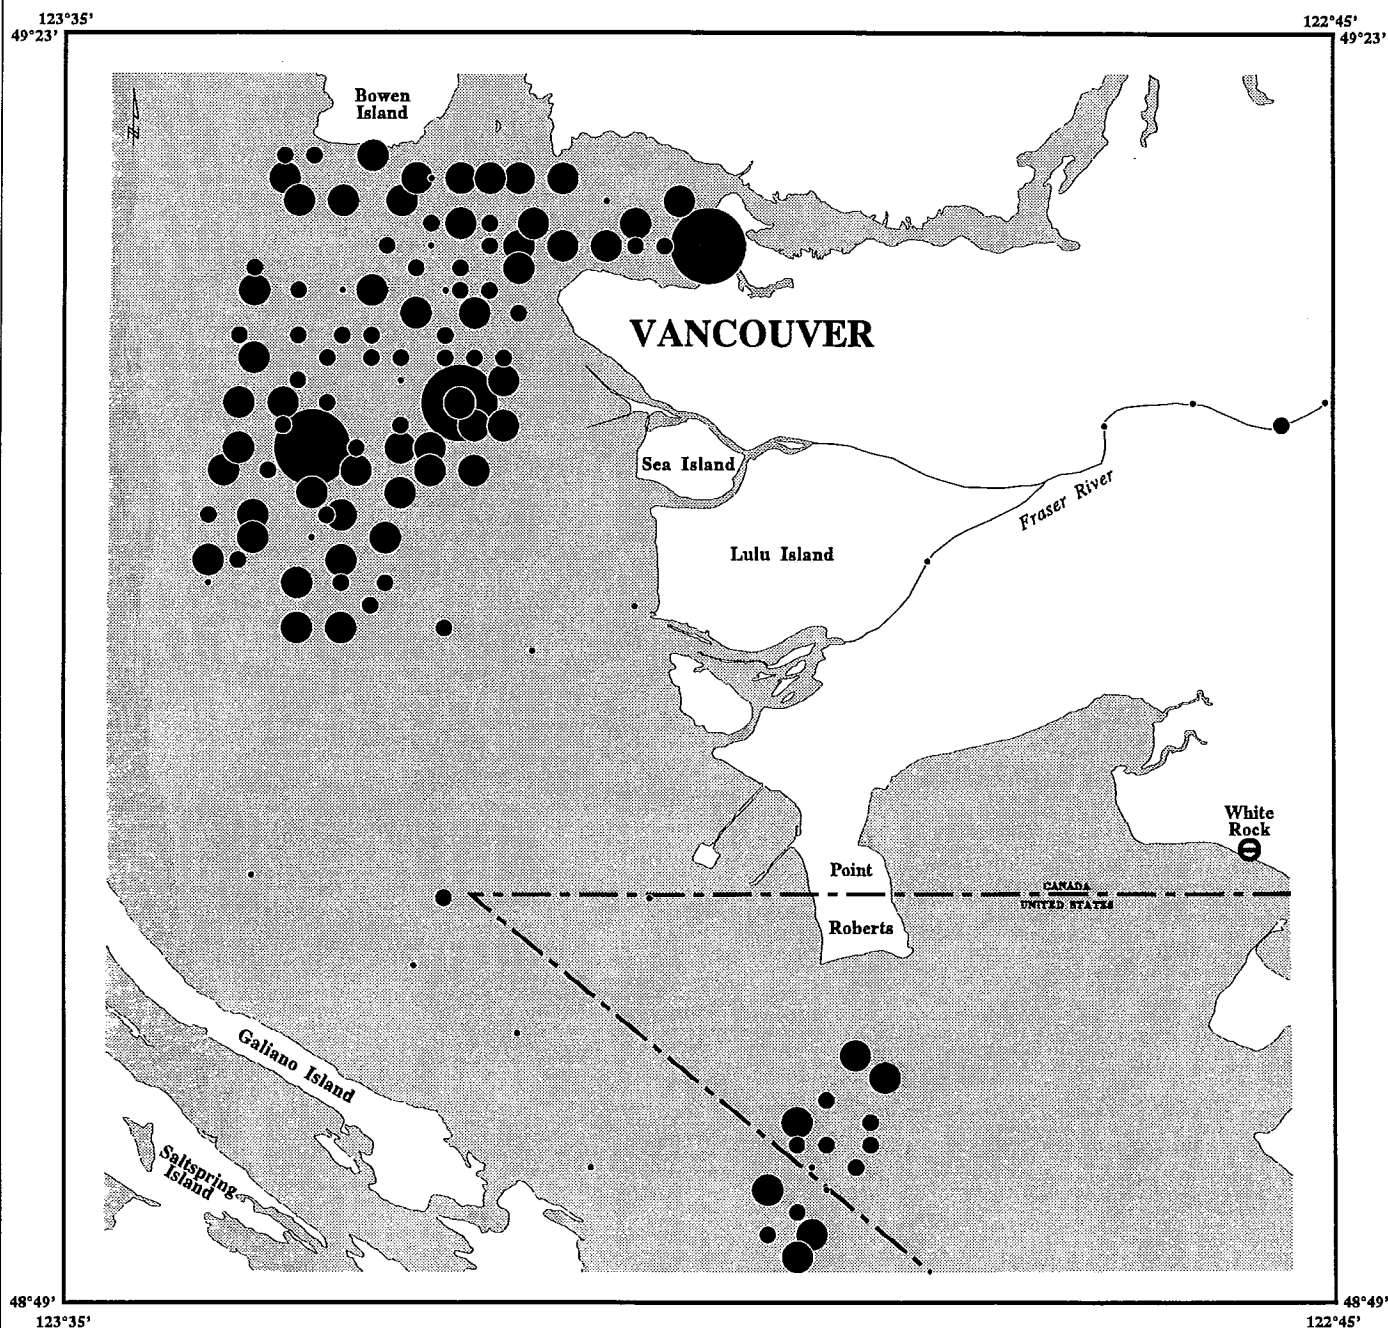 123°35'
122°45'
49°23'
49°23'
Bowen
Island
N
VANCOUVER
Sea Island
Fraser River
Lulu Island
White
Rock
Point
CANADA
UNITED STATES
Roberts
Galiano Island
Saltspring
Island
48°49'
48°49'
123°35'
122°45'